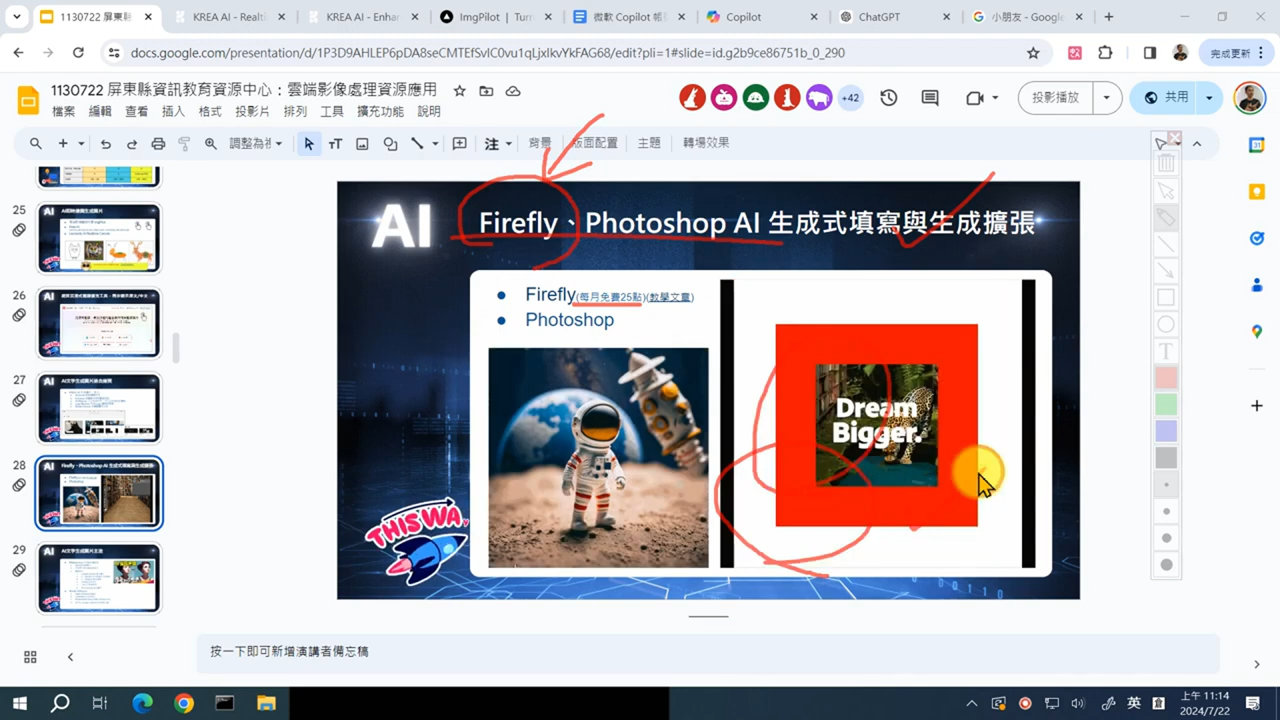 1130722 屏東縣
KREA AI - Realti
KREA AI - Enhan
Imgpilot | Turn
微軟 Copilot 帳
Copilot
ChatGPT
小朋友 - Google
docs.google.com/presentation/d/1P3D9AHLEP6pDA8seCMTEfSvIC0vu1qLjxIkvYkFAG68/edit?pli=1#slide=id.g2b9ce86751b_0_290
完成更新
1130722 屏東縣資訊教育資源中心：雲端影像處理資源應用
+42
投影播放
共用
檔案 編輯 查看 插入 格式 投影片 排列 工具 擴充功能 說明
調整為
注
背景
版面配置
主題
轉場效果
25
26
27
28
29
AI Firefly、Photoshop AI 生成式填寫與生成擴張
Firefly(每月免費25點)(教學文章)
Photoshop
Dream
Bigger.
THIS WAY
按一下即可新增演講者備忘稿
英
上午 11:14
2024/7/22